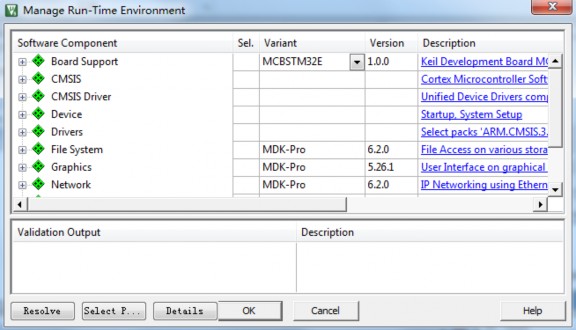 Manage Run-Time Environment
Software Component Sel. Variant Version Description
Board Support MCBSTM32E 1.0.0 Keil Development Board MC
CMSIS Cortex Microcontroller Soft
CMSIS Driver Unified Device Drivers com
Device Startup, System Setup
Drivers Select packs 'ARM.CMSIS.3.
File System MDK-Pro 6.2.0 File Access on various stora
Graphics MDK-Pro 5.26.1 User Interface on graphical
Network MDK-Pro 6.2.0 IP Networking using Ethern
Validation Output Description
Resolve Select P... Details OK Cancel Help